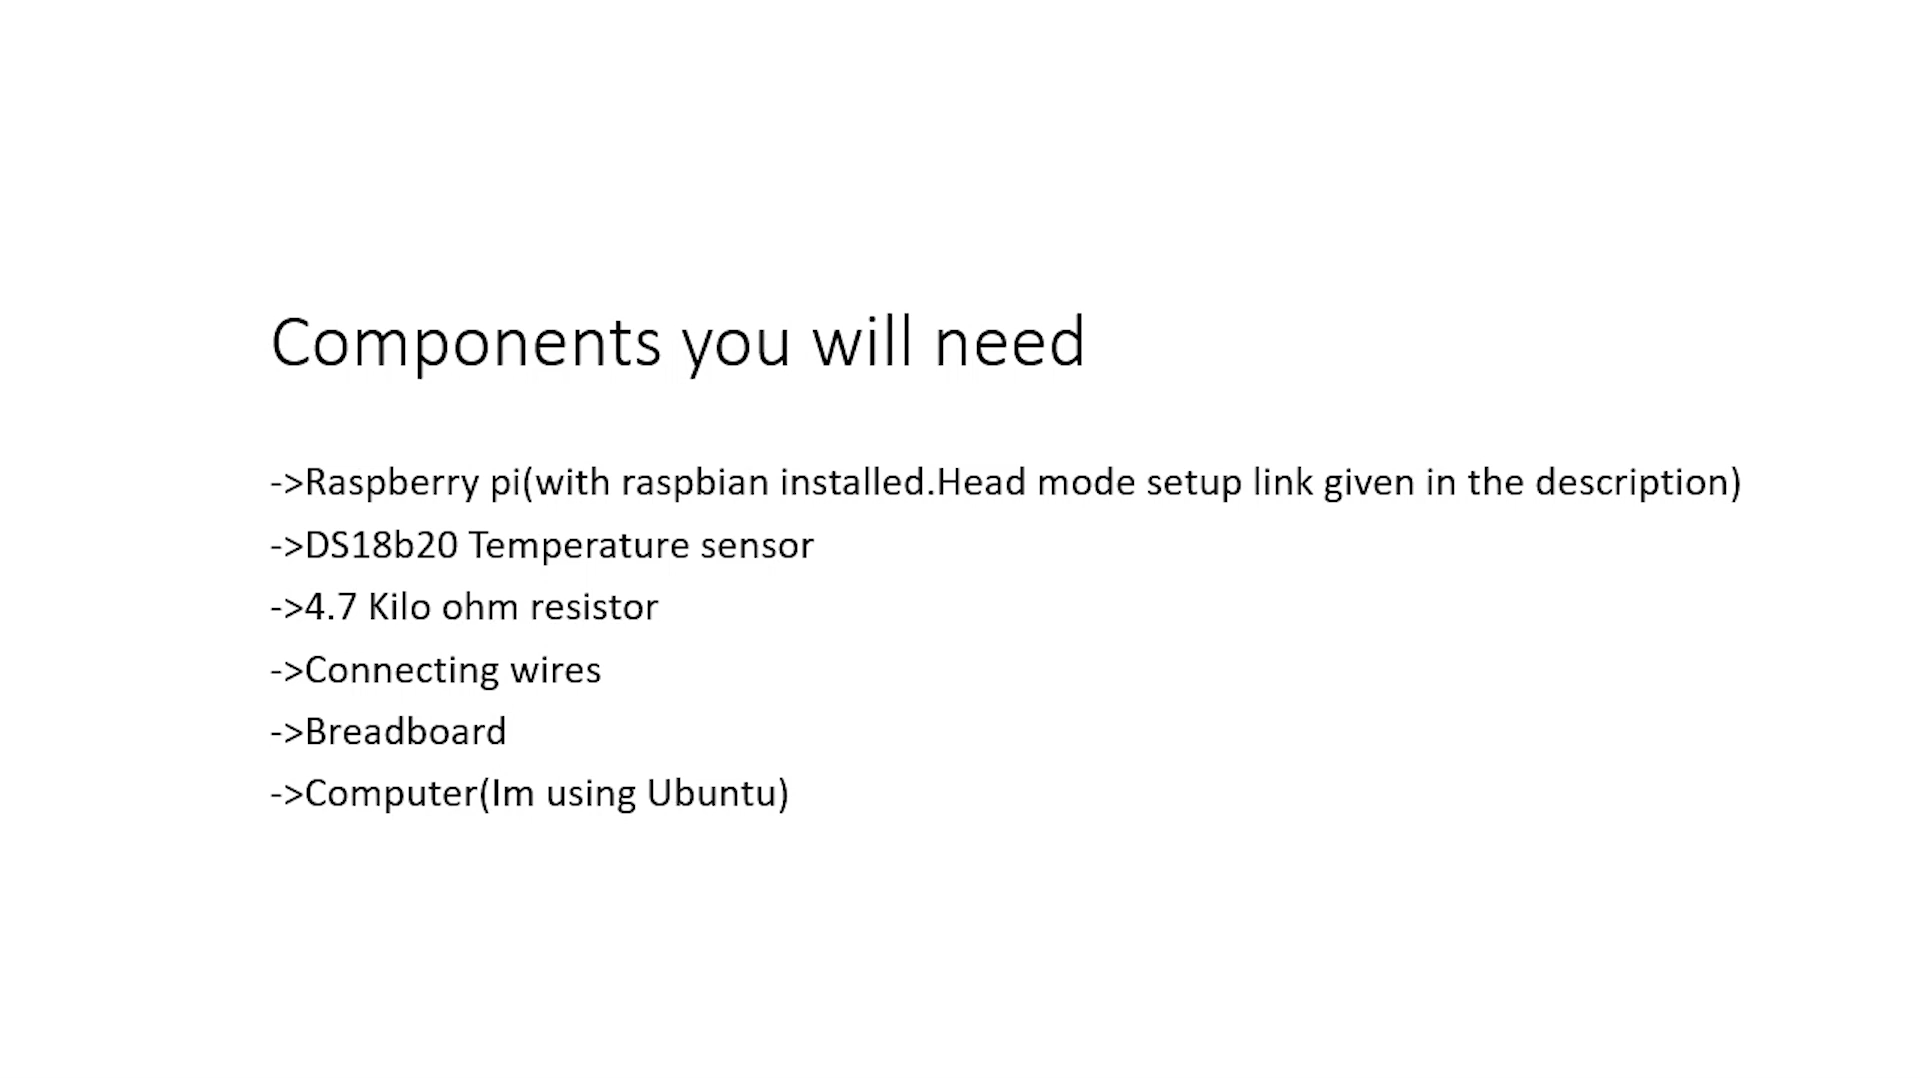 Components you will need
->Raspberry pi(with raspbian installed.Head mode setup link given in the description)
->DS18b20 Temperature sensor
->4.7 Kilo ohm resistor
->Connecting wires
->Breadboard
->Computer(Im using Ubuntu)